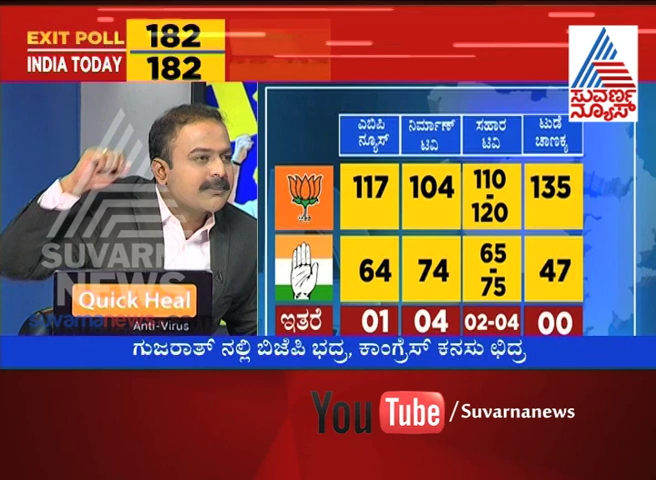 EXIT POLL 182
INDIA TODAY 182
ಸುವರ್ಣ
ನ್ಯೂಸ್
ಎಬಿಪಿ ನ್ಯೂಸ್ ನಿರ್ಮಾಣ್ ಟಿವಿ ಸಹಾರ ಟಿವಿ ಟುಡೆ ಚಾಣಕ್ಯ
117 104 110-120 135
64 74 65-75 47
ಇತರೆ 01 04 02-04 00
SUVARNA
NEWS
Quick Heal
suvarnanews.com
Anti-Virus
ಗುಜರಾತ್ ನಲ್ಲಿ ಬಿಜೆಪಿ ಭದ್ರ, ಕಾಂಗ್ರೆಸ್ ಕನಸು ಛಿದ್ರ
YouTube /Suvarnanews